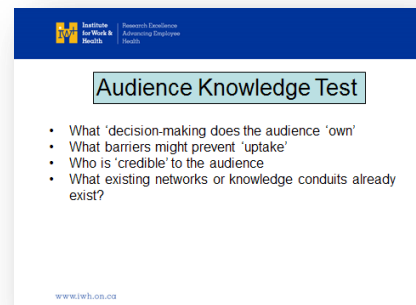 Institute
for Work &
Health
Research Excellence
Advancing Employee
Health
Audience Knowledge Test
• What ‘decision-making does the audience ‘own’
• What barriers might prevent ‘uptake’
• Who is ‘credible’ to the audience
• What existing networks or knowledge conduits already
exist?
www.iwh.on.ca